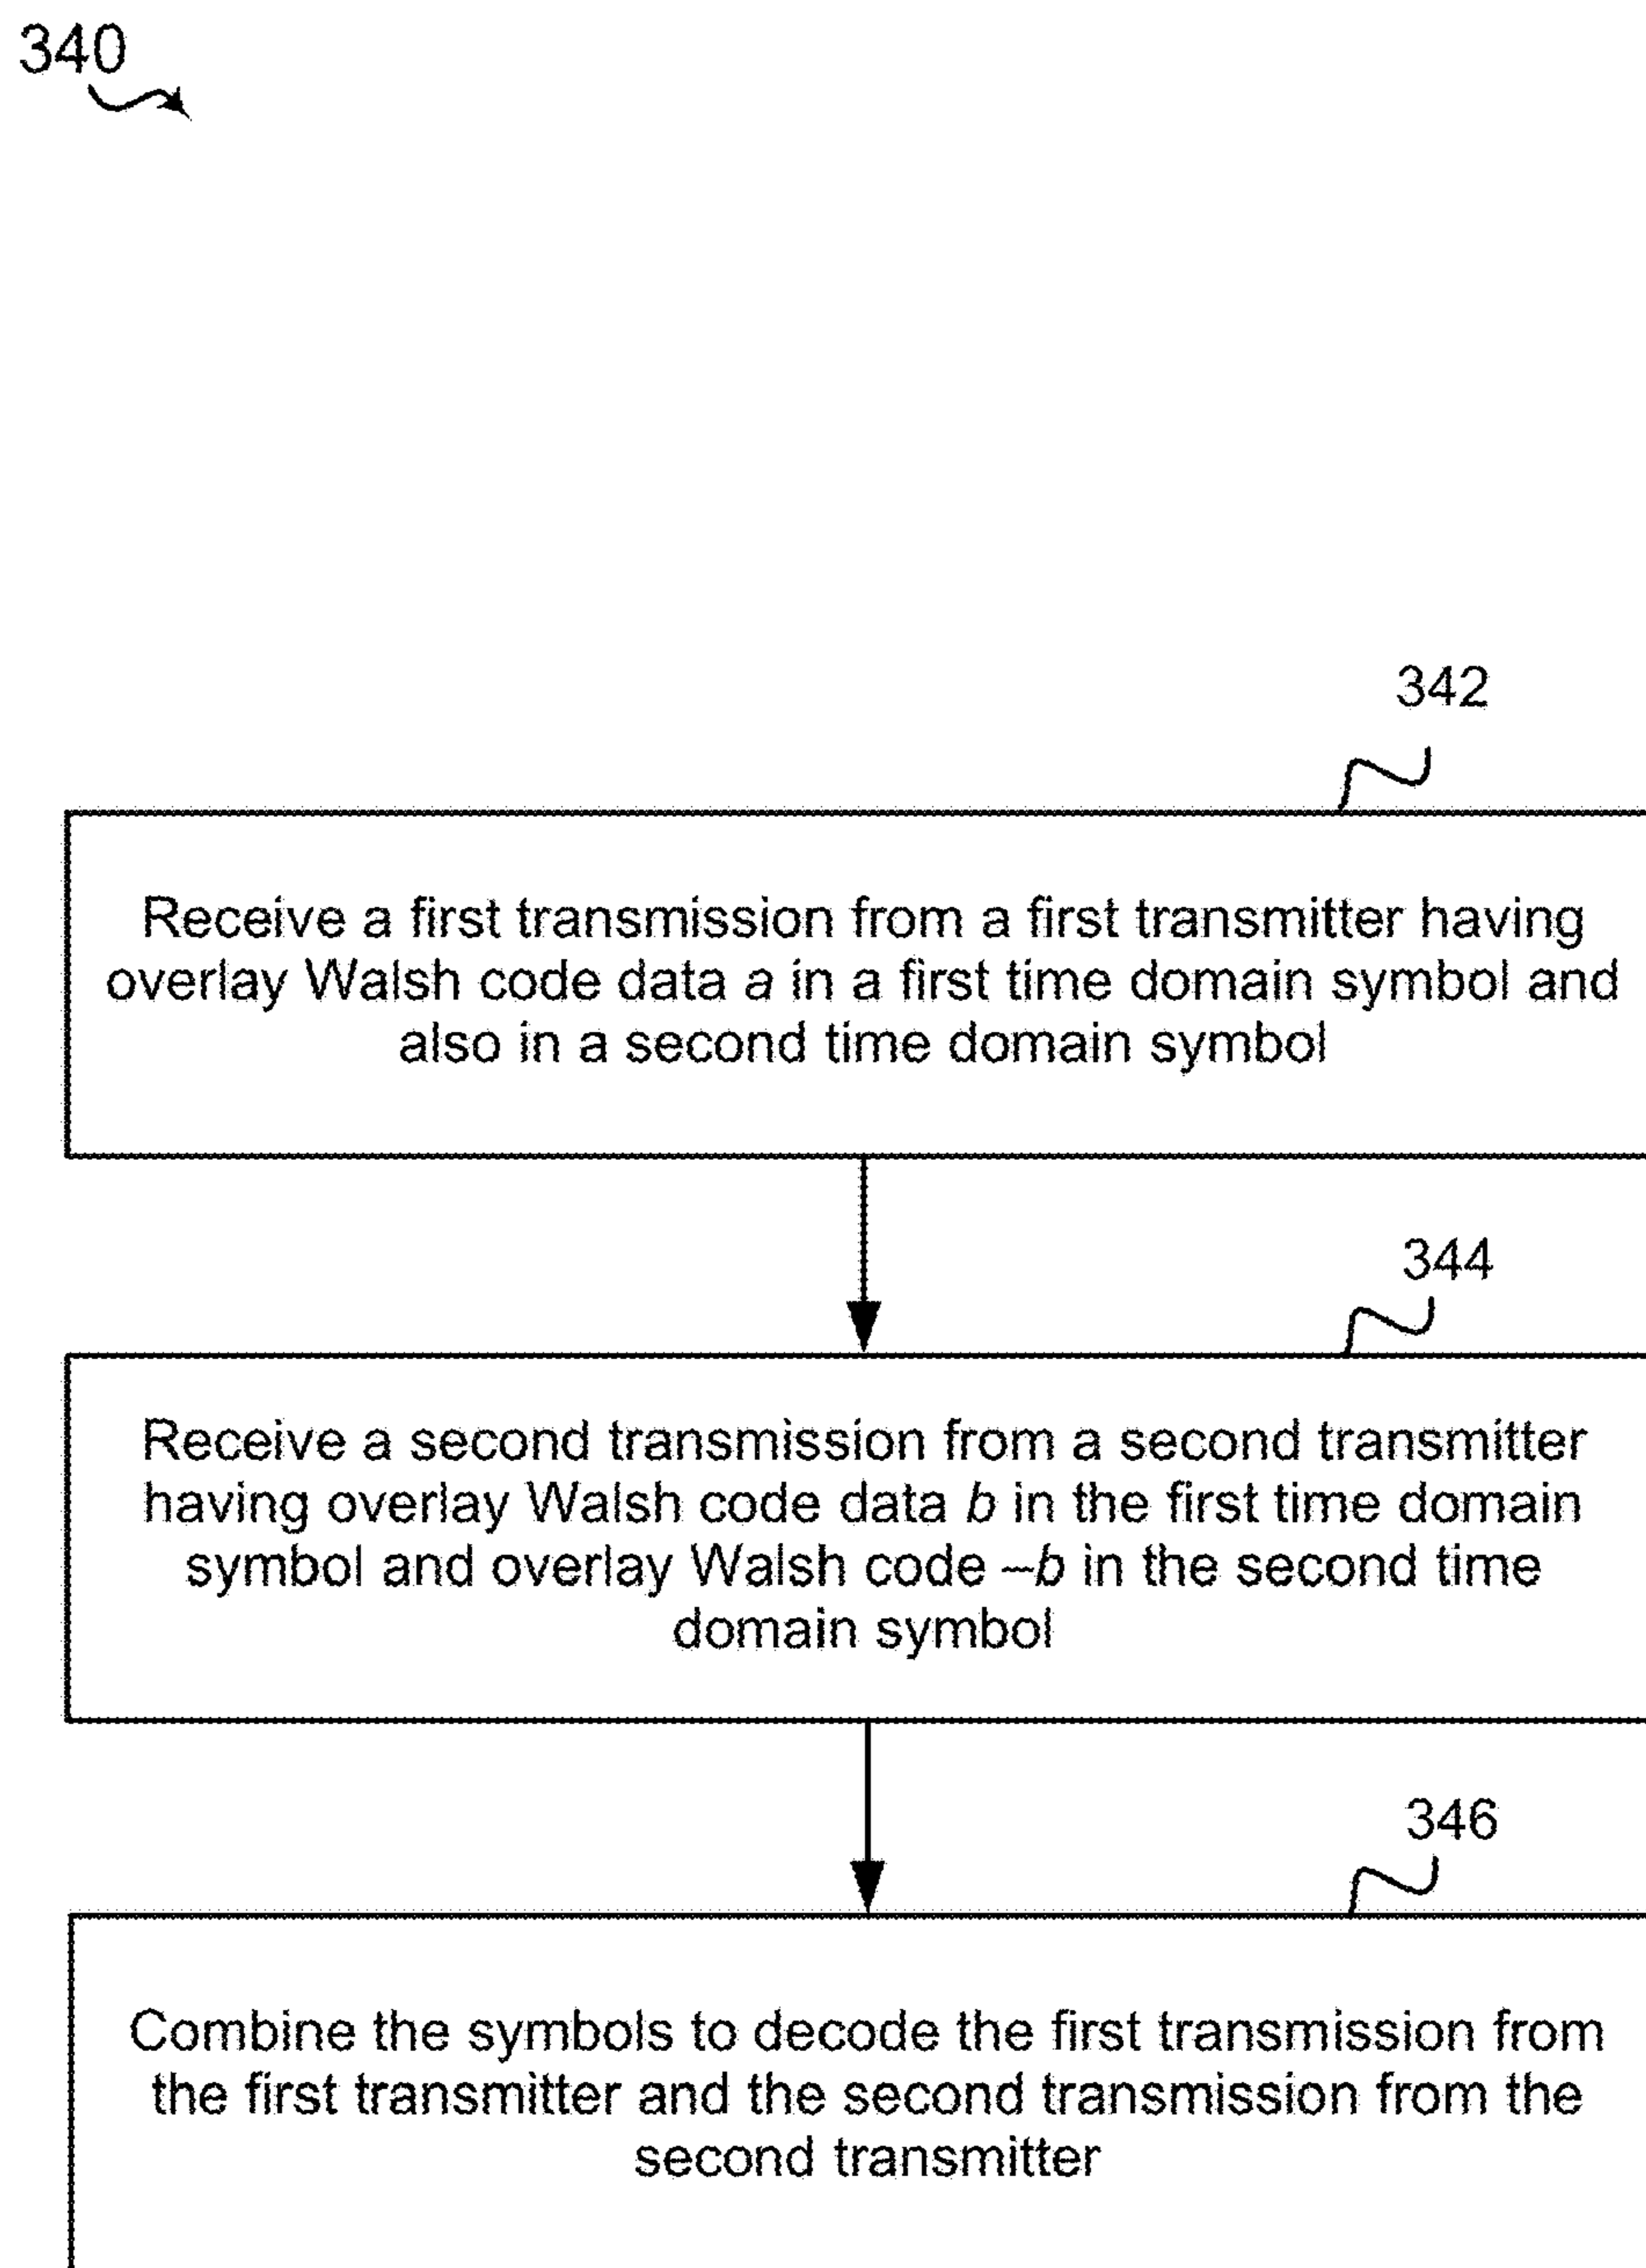 340
342
Receive a first transmission from a first transmitter having
overlay Walsh code data a in a first time domain symbol and
also in a second time domain symbol
344
Receive a second transmission from a second transmitter
having overlay Walsh code data b in the first time domain
symbol and overlay Walsh code –b in the second time
domain symbol
346
Combine the symbols to decode the first transmission from
the first transmitter and the second transmission from the
second transmitter